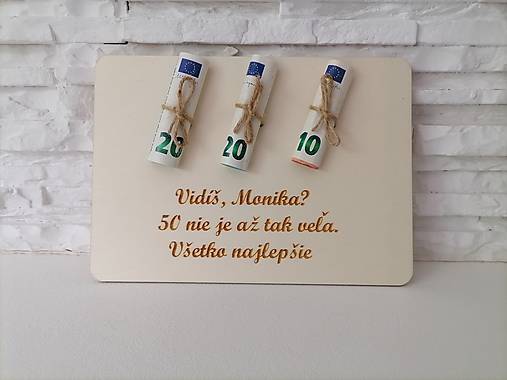 20 20 10
Vidíš, Monika?
50 nie je až tak veľa.
Všetko najlepšie